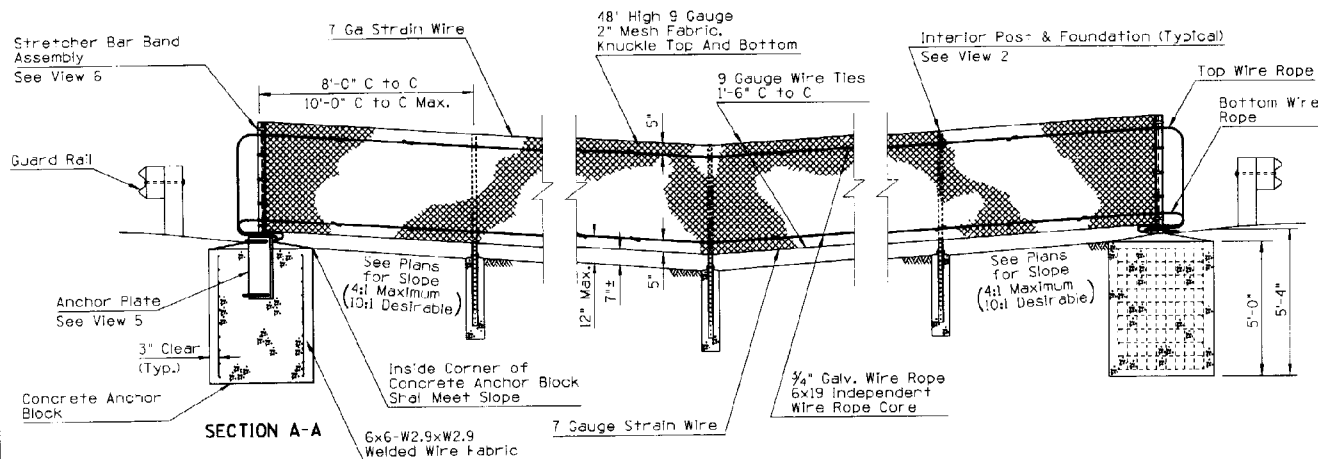 48' High 9 Gauge
2" Mesh Fabric.
Knuckle Top And Bottom
7 Ga Strain Wire
Stretcher Bar Band
Assembly
See View 6
Interior Post & Foundation (Typical)
See View 2
8'-0" C to C
10'-0" C to C Max.
9 Gauge Wire Ties
1'-6" C to C
Top Wire Rope
Bottom Wire
Rope
5"
Guard Rail
See Plans
for Slope
(4:1 Maximum
10:1 Desirable)
12" Max.
7"±
5"
See Plans
for Slope
(4:1 Maximum
10:1 Desirable)
5'-0"
5'-4"
Anchor Plate
See View 5
3" Clear
(Typ.)
Inside Corner of
Concrete Anchor Block
Shal Meet Slope
3/4" Galv. Wire Rope
6x19 Independent
Wire Rope Core
Concrete Anchor
Block
SECTION A-A
7 Gauge Strain Wire
6x6-W2.9xW2.9
Welded Wire Fabric